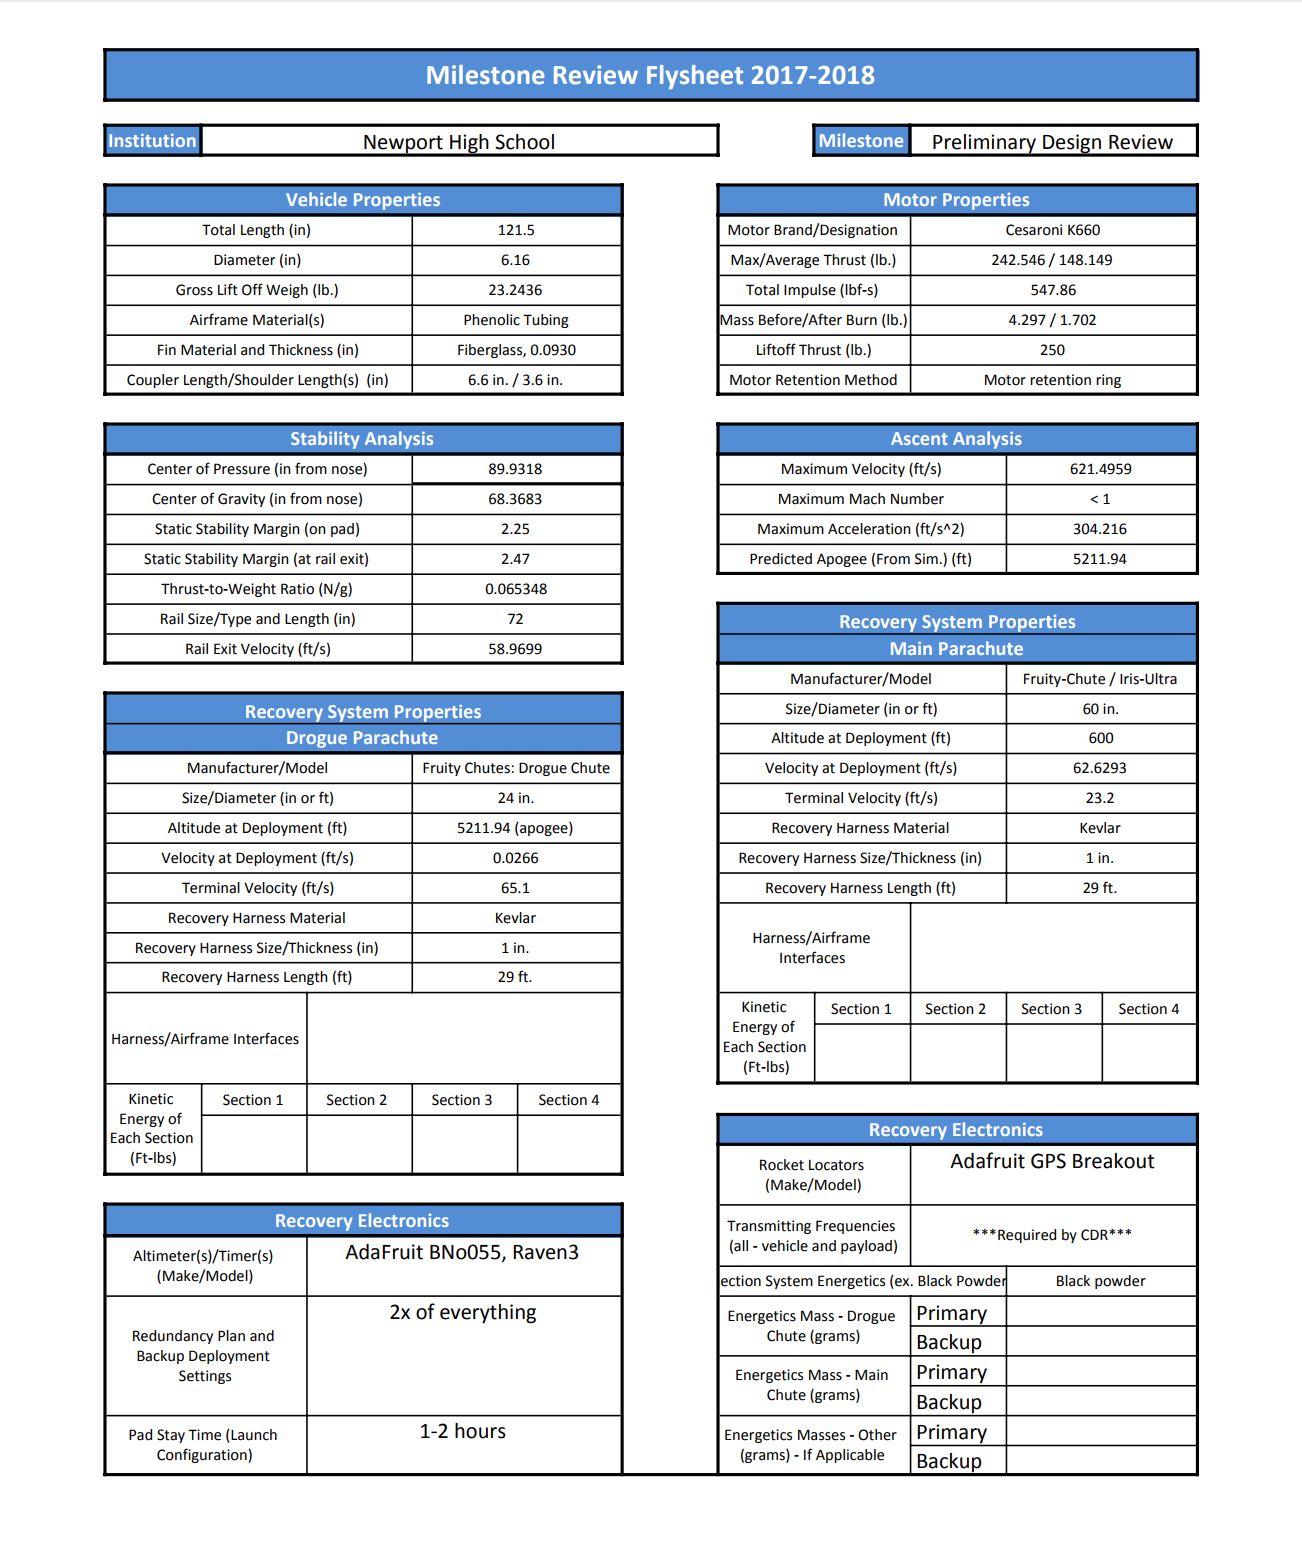 Milestone Review Flysheet 2017-2018
Institution Newport High School
Milestone Preliminary Design Review
Vehicle Properties
Total Length (in) 121.5
Diameter (in) 6.16
Gross Lift Off Weigh (lb.) 23.2436
Airframe Material(s) Phenolic Tubing
Fin Material and Thickness (in) Fiberglass, 0.0930
Coupler Length/Shoulder Length(s) (in) 6.6 in. / 3.6 in.
Motor Properties
Motor Brand/Designation Cesaroni K660
Max/Average Thrust (lb.) 242.546 / 148.149
Total Impulse (lbf-s) 547.86
Mass Before/After Burn (lb.) 4.297 / 1.702
Liftoff Thrust (lb.) 250
Motor Retention Method Motor retention ring
Stability Analysis
Center of Pressure (in from nose) 89.9318
Center of Gravity (in from nose) 68.3683
Static Stability Margin (on pad) 2.25
Static Stability Margin (at rail exit) 2.47
Thrust-to-Weight Ratio (N/g) 0.065348
Rail Size/Type and Length (in) 72
Rail Exit Velocity (ft/s) 58.9699
Ascent Analysis
Maximum Velocity (ft/s) 621.4959
Maximum Mach Number < 1
Maximum Acceleration (ft/s^2) 304.216
Predicted Apogee (From Sim.) (ft) 5211.94
Recovery System Properties
Drogue Parachute
Manufacturer/Model Fruity Chutes: Drogue Chute
Size/Diameter (in or ft) 24 in.
Altitude at Deployment (ft) 5211.94 (apogee)
Velocity at Deployment (ft/s) 0.0266
Terminal Velocity (ft/s) 65.1
Recovery Harness Material Kevlar
Recovery Harness Size/Thickness (in) 1 in.
Recovery Harness Length (ft) 29 ft.
Harness/Airframe Interfaces
Kinetic
Energy of
Each Section
(Ft-lbs)
Section 1 Section 2 Section 3 Section 4
Recovery System Properties
Main Parachute
Manufacturer/Model Fruity-Chute / Iris-Ultra
Size/Diameter (in or ft) 60 in.
Altitude at Deployment (ft) 600
Velocity at Deployment (ft/s) 62.6293
Terminal Velocity (ft/s) 23.2
Recovery Harness Material Kevlar
Recovery Harness Size/Thickness (in) 1 in.
Recovery Harness Length (ft) 29 ft.
Harness/Airframe
Interfaces
Kinetic
Energy of
Each Section
(Ft-lbs)
Section 1 Section 2 Section 3 Section 4
Recovery Electronics
Altimeter(s)/Timer(s)
(Make/Model)
AdaFruit BNo055, Raven3
Redundancy Plan and
Backup Deployment
Settings
2x of everything
Pad Stay Time (Launch
Configuration)
1-2 hours
Recovery Electronics
Rocket Locators
(Make/Model)
Adafruit GPS Breakout
Transmitting Frequencies
(all - vehicle and payload)
***Required by CDR***
ection System Energetics (ex. Black Powder Black powder
Energetics Mass - Drogue
Chute (grams)
Primary
Backup
Energetics Mass - Main
Chute (grams)
Primary
Backup
Energetics Masses - Other
(grams) - If Applicable
Primary
Backup